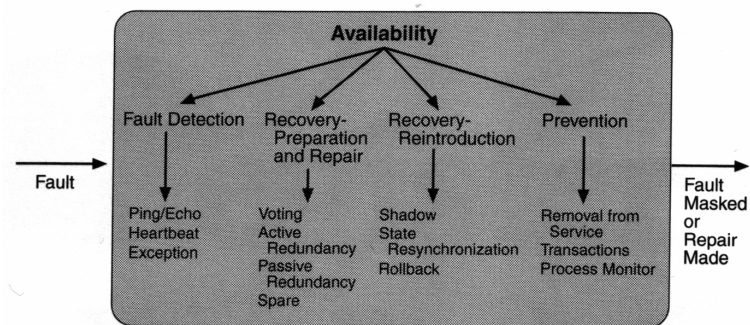 Availability
Fault Detection
Recovery-
Preparation
and Repair
Recovery-
Reintroduction
Prevention
Fault
Ping/Echo
Heartbeat
Exception
Voting
Active
Redundancy
Passive
Redundancy
Spare
Shadow
State
Resynchronization
Rollback
Removal from
Service
Transactions
Process Monitor
Fault
Masked
or
Repair
Made